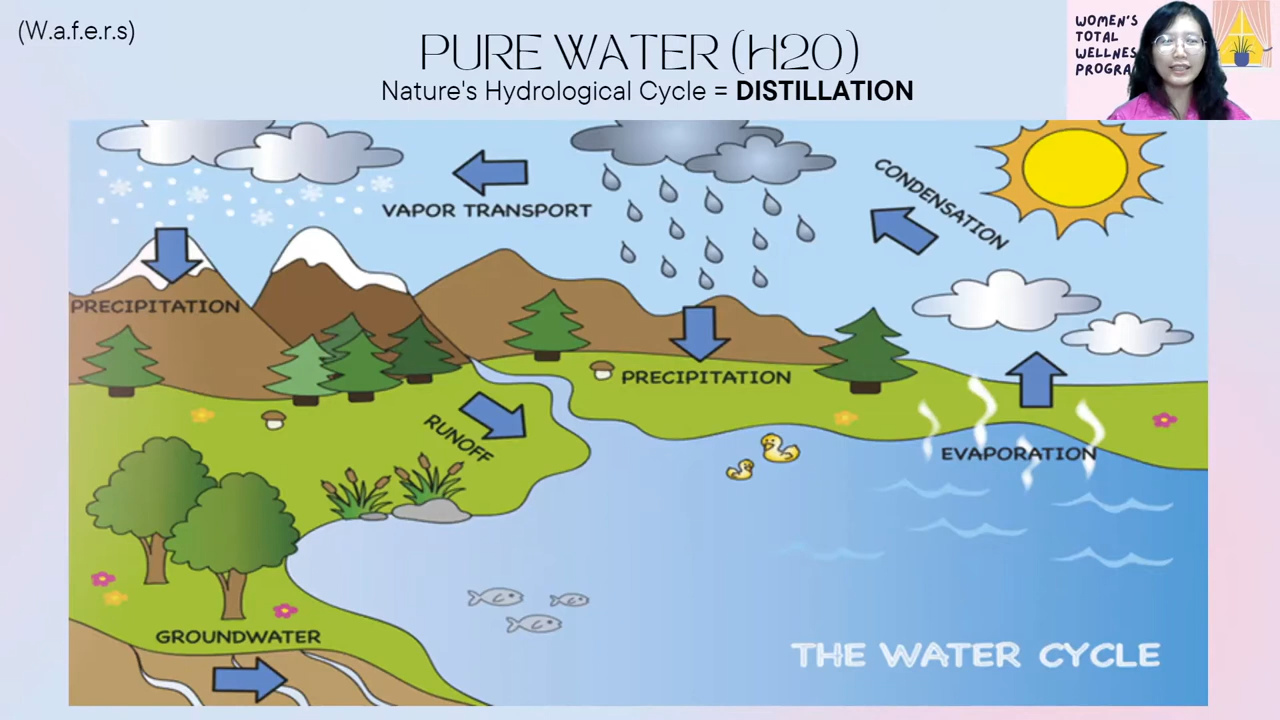 (W.a.f.e.r.s)
PURE WATER (H2O)
Nature's Hydrological Cycle = DISTILLATION
WOMEN'S
TOTAL
WELLNES
PROGRA
CONDENSATION
VAPOR TRANSPORT
PRECIPITATION
PRECIPITATION
RUNOFF
EVAPORATION
GROUNDWATER
THE WATER CYCLE